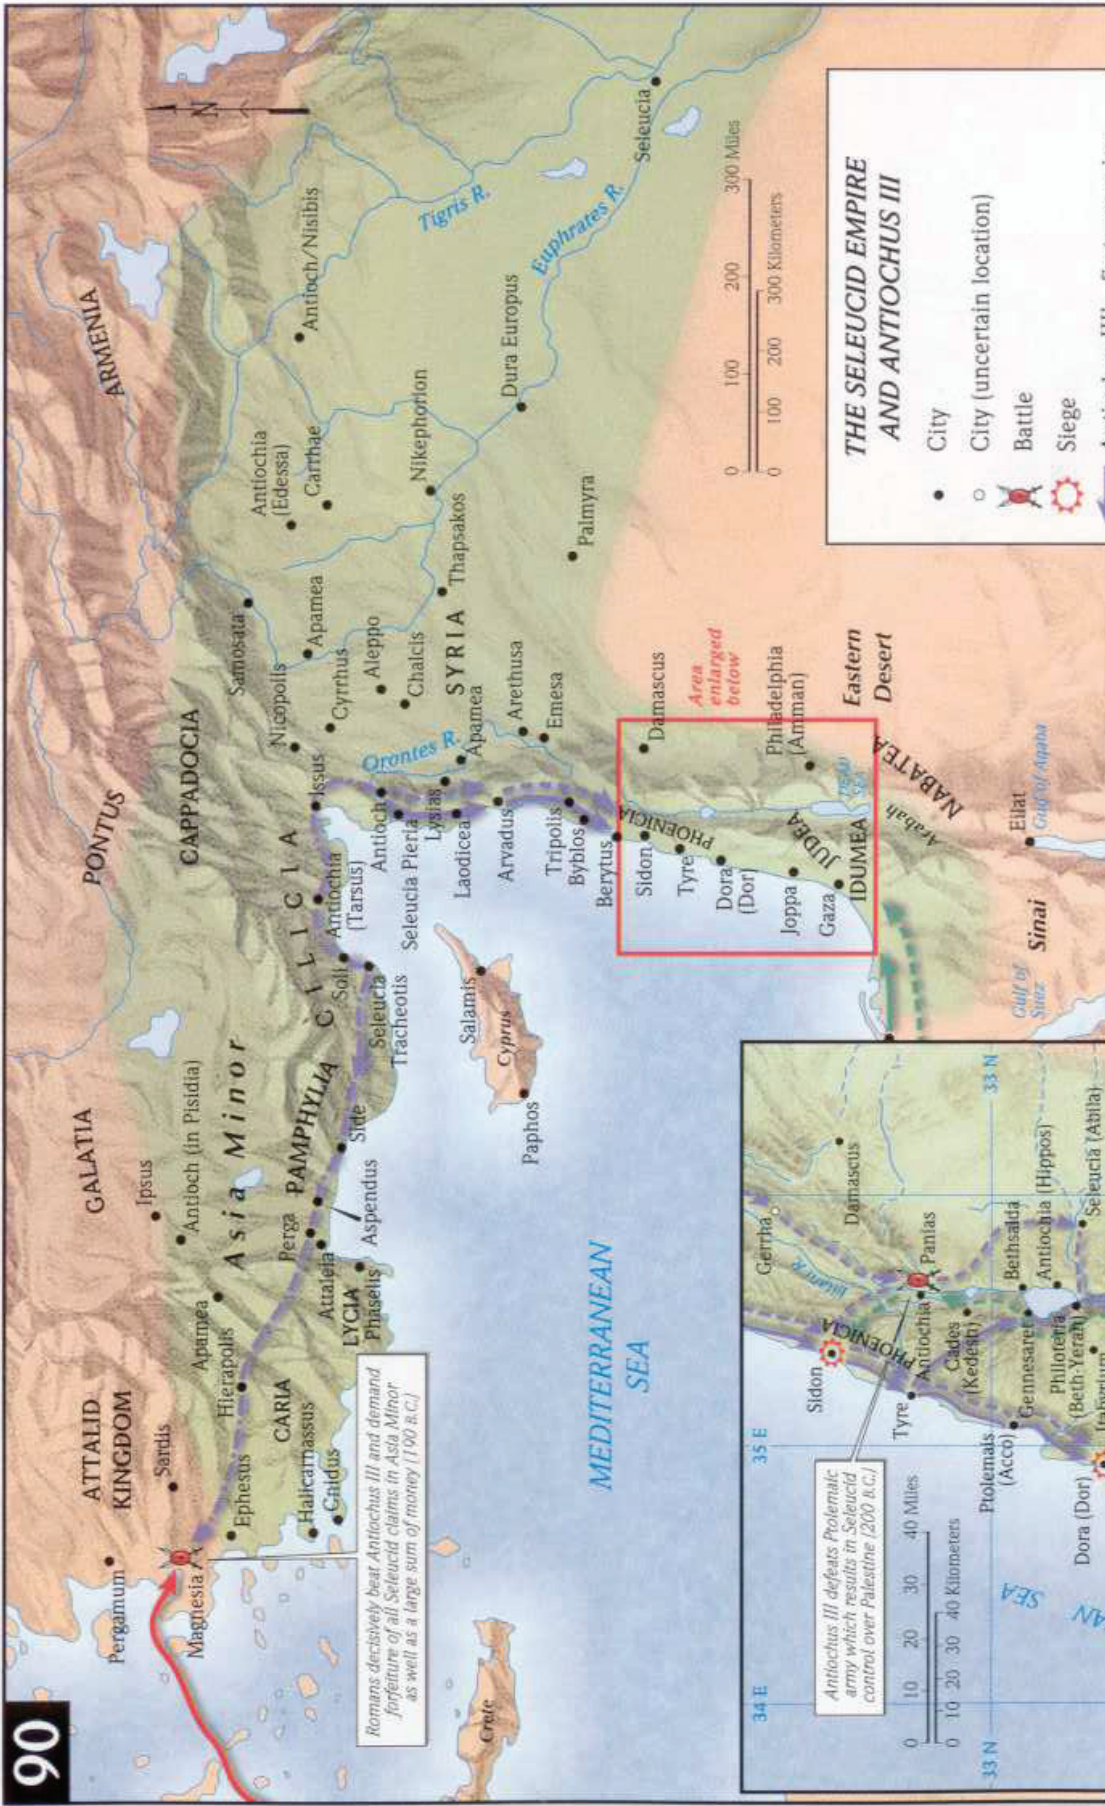 90
PONTUS
ARMENIA
GALATIA
CAPPADOCIA
ATTALID
KINGDOM
Pergamum
Sardis
Magnesia
Ipsus
Antioch (in Pisidia)
Asia Minor
Apamea
Hierapolis
Ephesus
CARIA
Halicarnassus
Cnidus
LYCIA
Phaselis
Attaleia
Perga
Aspendus
PAMPHYLIA
Side
CILICIA
Seleucia
Tracheotis
Soli
Antiochia
(Tarsus)
Issus
Nicopolis
Samosata
Apamea
Cyrrhus
Aleppo
Chalcis
SYRIA
Antiochia
(Edessa)
Carrhae
Antioch/Nisibis
Nikephorion
Thapsakos
Dura Europus
Palmyra
Tigris R.
Euphrates R.
Seleucia
N
Orontes R.
Antioch
Seleucia Pieria
Lysias
Apamea
Laodicea
Arethusa
Emesa
Arvadus
Tripolis
Byblos
Berytus
Sidon
PHOENICIA
Damascus
Tyre
Dora
(Dor)
Joppa
Gaza
JUDEA
IDUMEA
Philadelphia
(Amman)
DEAD
SEA
Area
enlarged
below
Eastern
Desert
NABATEA
Arabah
Eilat
Gulf of Aqaba
Sinai
Gulf of
Suez
Salamis
Cyprus
Paphos
Crete
MEDITERRANEAN
SEA
Romans decisively beat Antiochus III and demand
forfeiture of all Seleucid claims in Asia Minor
as well as a large sum of money (190 B.C.)
0 100 200 300 Miles
0 100 200 300 Kilometers
THE SELEUCID EMPIRE
AND ANTIOCHUS III
City
City (uncertain location)
Battle
Siege
34 E
35 E
33 N
33 N
Gerrha
Litani R.
Damascus
Sidon
PHOENICIA
Panias
Antiochia
Tyre
Cades
(Kedesh)
Bethsaida
Gennesaret
Antiochia (Hippos)
Ptolemais
(Acco)
Philoteria
(Beth-Yerah)
Seleucia (Abila)
Dora (Dor)
SEA
Antiochus III defeats Ptolemaic
army which results in Seleucid
control over Palestine (200 B.C.)
0 10 20 30 40 Miles
0 10 20 30 40 Kilometers